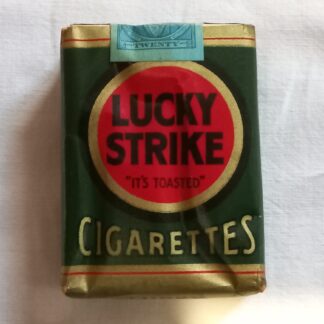 TWENTY
LUCKY
STRIKE
"IT'S TOASTED"
CIGARETTES